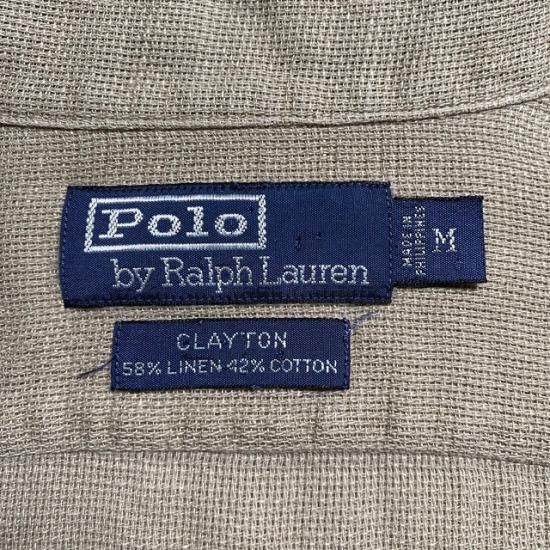 Polo
by Ralph Lauren
MADE IN
PHILIPPINES
M
CLAYTON
58% LINEN 42% COTTON